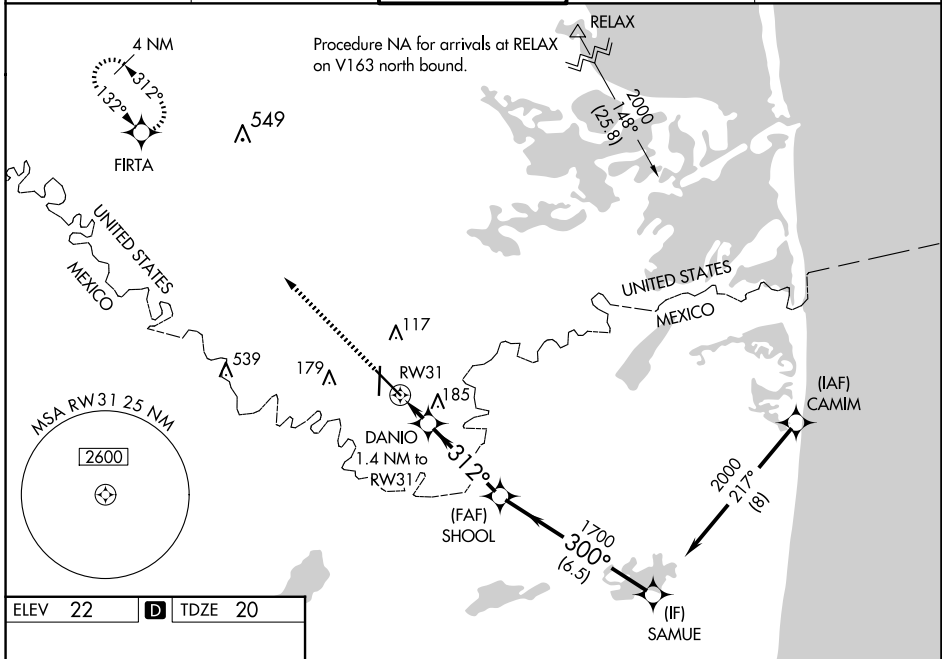 RELAX
4 NM
Procedure NA for arrivals at RELAX
on V163 north bound.
312°
132°
2000
148°
(25.8)
549
FIRTA
UNITED STATES
MEXICO
UNITED STATES
MEXICO
117
539
179
RW31
185
(IAF)
CAMIM
MSA RW31 25 NM
2600
DANIO
1.4 NM to
RW31
312°
2000
217°
(8)
(FAF)
SHOOL
1700
300°
(6.5)
(IF)
SAMUE
ELEV 22 D TDZE 20